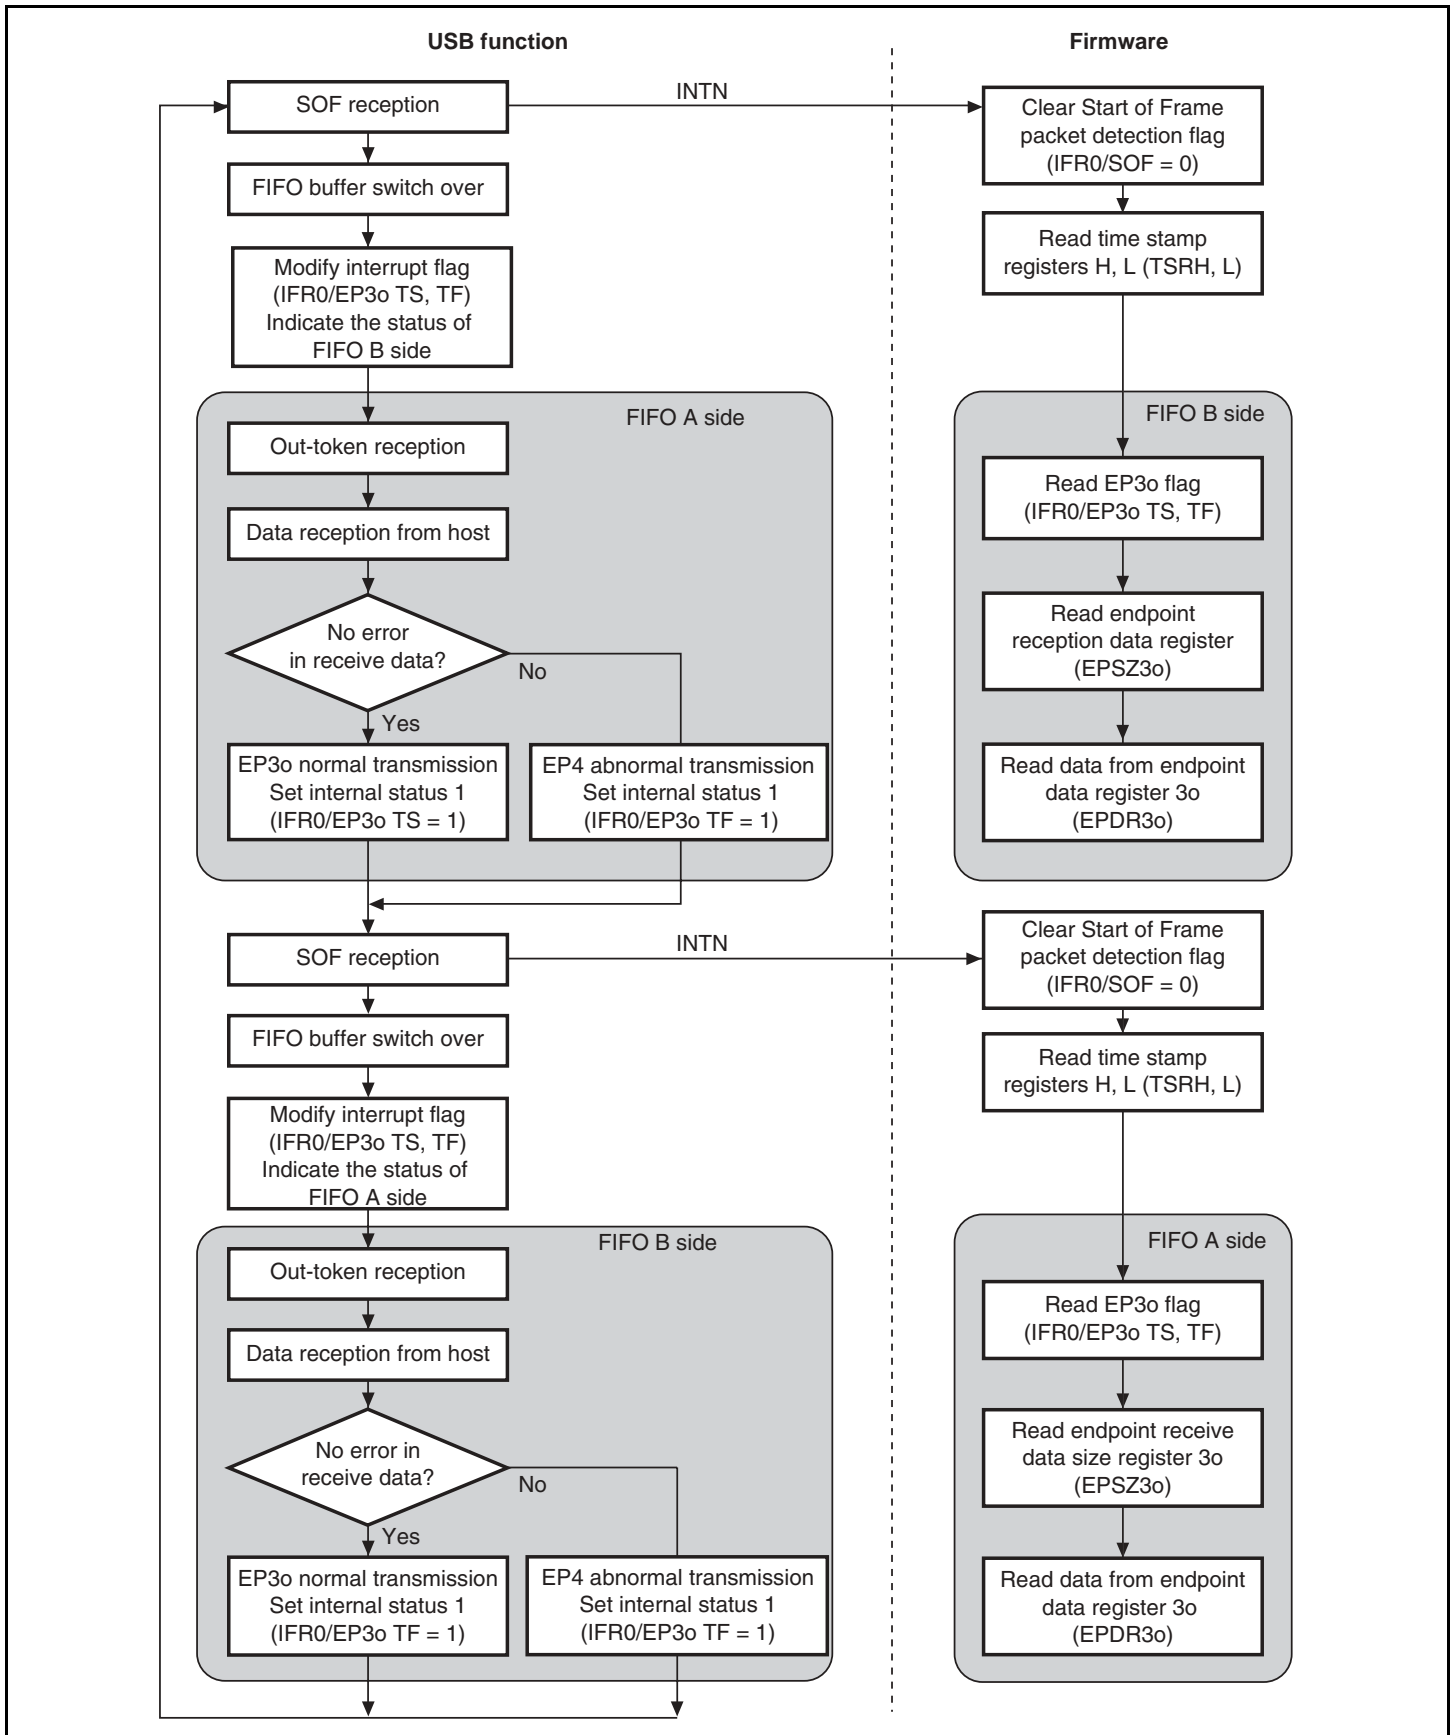 USB function
Firmware
SOF reception
INTN
Clear Start of Frame
packet detection flag
(IFR0/SOF = 0)
FIFO buffer switch over
Read time stamp
registers H, L (TSRH, L)
Modify interrupt flag
(IFR0/EP3o TS, TF)
Indicate the status of
FIFO B side
FIFO A side
Out-token reception
Data reception from host
No error
in receive data?
No
Yes
EP3o normal transmission
Set internal status 1
(IFR0/EP3o TS = 1)
EP4 abnormal transmission
Set internal status 1
(IFR0/EP3o TF = 1)
FIFO B side
Read EP3o flag
(IFR0/EP3o TS, TF)
Read endpoint
reception data register
(EPSZ3o)
Read data from endpoint
data register 3o
(EPDR3o)
SOF reception
INTN
Clear Start of Frame
packet detection flag
(IFR0/SOF = 0)
FIFO buffer switch over
Read time stamp
registers H, L (TSRH, L)
Modify interrupt flag
(IFR0/EP3o TS, TF)
Indicate the status of
FIFO A side
FIFO B side
Out-token reception
Data reception from host
No error in
receive data?
No
Yes
EP3o normal transmission
Set internal status 1
(IFR0/EP3o TF = 1)
EP4 abnormal transmission
Set internal status 1
(IFR0/EP3o TF = 1)
FIFO A side
Read EP3o flag
(IFR0/EP3o TS, TF)
Read endpoint receive
data size register 3o
(EPSZ3o)
Read data from endpoint
data register 3o
(EPDR3o)